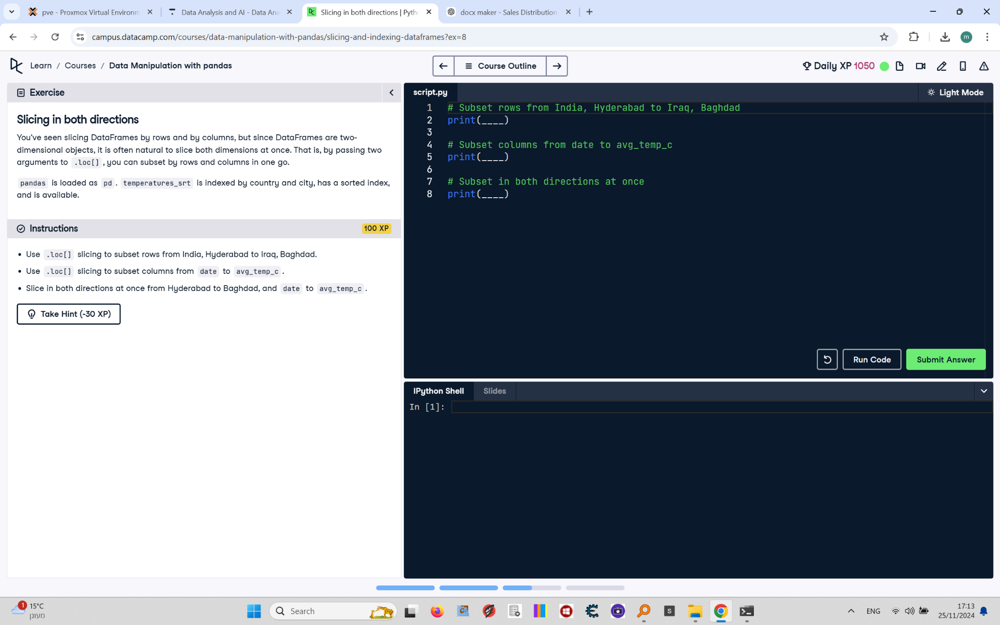 pve - Proxmox Virtual Environm
Data Analysis and AI - Data Ana
Slicing in both directions | Pytho
docx maker - Sales Distribution
campus.datacamp.com/courses/data-manipulation-with-pandas/slicing-and-indexing-dataframes?ex=8
m
Learn / Courses / Data Manipulation with pandas
Course Outline
Daily XP 1050
Exercise
Slicing in both directions
You've seen slicing DataFrames by rows and by columns, but since DataFrames are two-
dimensional objects, it is often natural to slice both dimensions at once. That is, by passing two
arguments to .loc[] , you can subset by rows and columns in one go.
pandas is loaded as pd . temperatures_srt is indexed by country and city, has a sorted index,
and is available.
Instructions
100 XP
• Use .loc[] slicing to subset rows from India, Hyderabad to Iraq, Baghdad.
• Use .loc[] slicing to subset columns from date to avg_temp_c .
• Slice in both directions at once from Hyderabad to Baghdad, and date to avg_temp_c .
Take Hint (-30 XP)
script.py
Light Mode
1 # Subset rows from India, Hyderabad to Iraq, Baghdad
2 print(____)
3
4 # Subset columns from date to avg_temp_c
5 print(____)
6
7 # Subset in both directions at once
8 print(____)
Run Code
Submit Answer
IPython Shell
Slides
In [1]:
1
15°C
מעונן
Search
S
ENG
17:13
25/11/2024